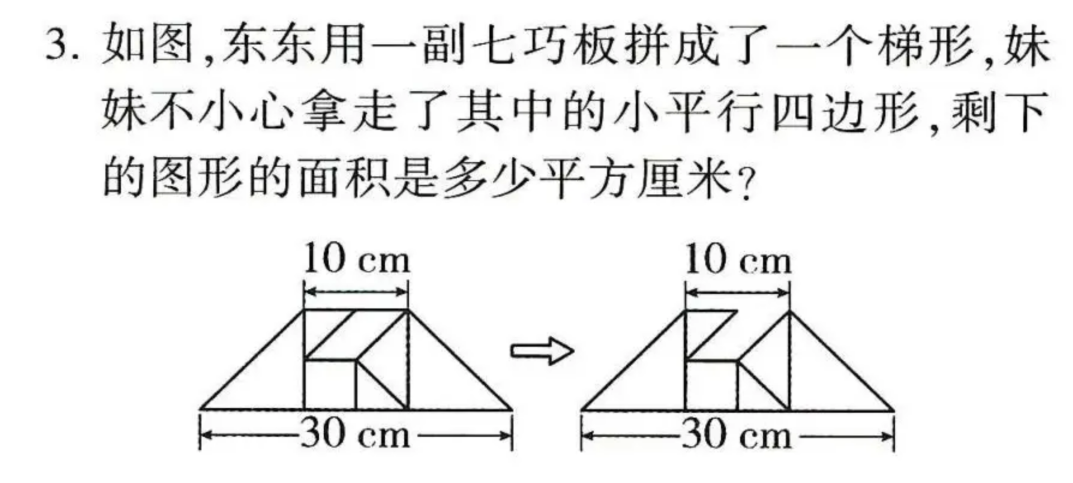 3. 如图,东东用一副七巧板拼成了一个梯形,妹
妹不小心拿走了其中的小平行四边形,剩下
的图形的面积是多少平方厘米?
10 cm
10 cm
30 cm
30 cm